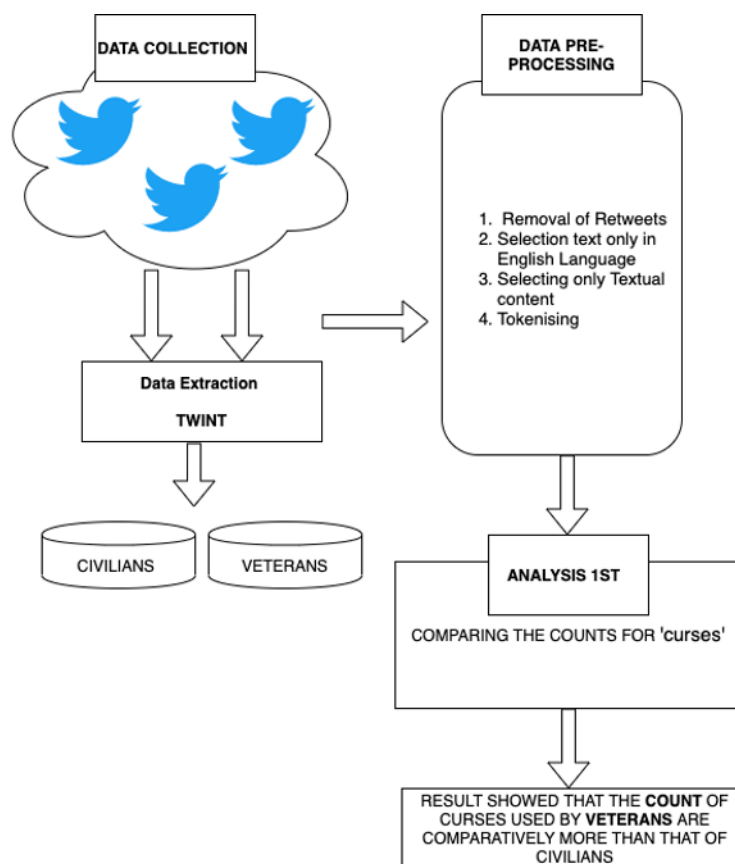 DATA COLLECTION
Data Extraction
TWINT
CIVILIANS
VETERANS
DATA PRE-
PROCESSING
1. Removal of Retweets
2. Selection text only in
English Language
3. Selecting only Textual
content
4. Tokenising
ANALYSIS 1ST
COMPARING THE COUNTS FOR 'curses'
RESULT SHOWED THAT THE COUNT OF
CURSES USED BY VETERANS ARE
COMPARATIVELY MORE THAN THAT OF
CIVILIANS